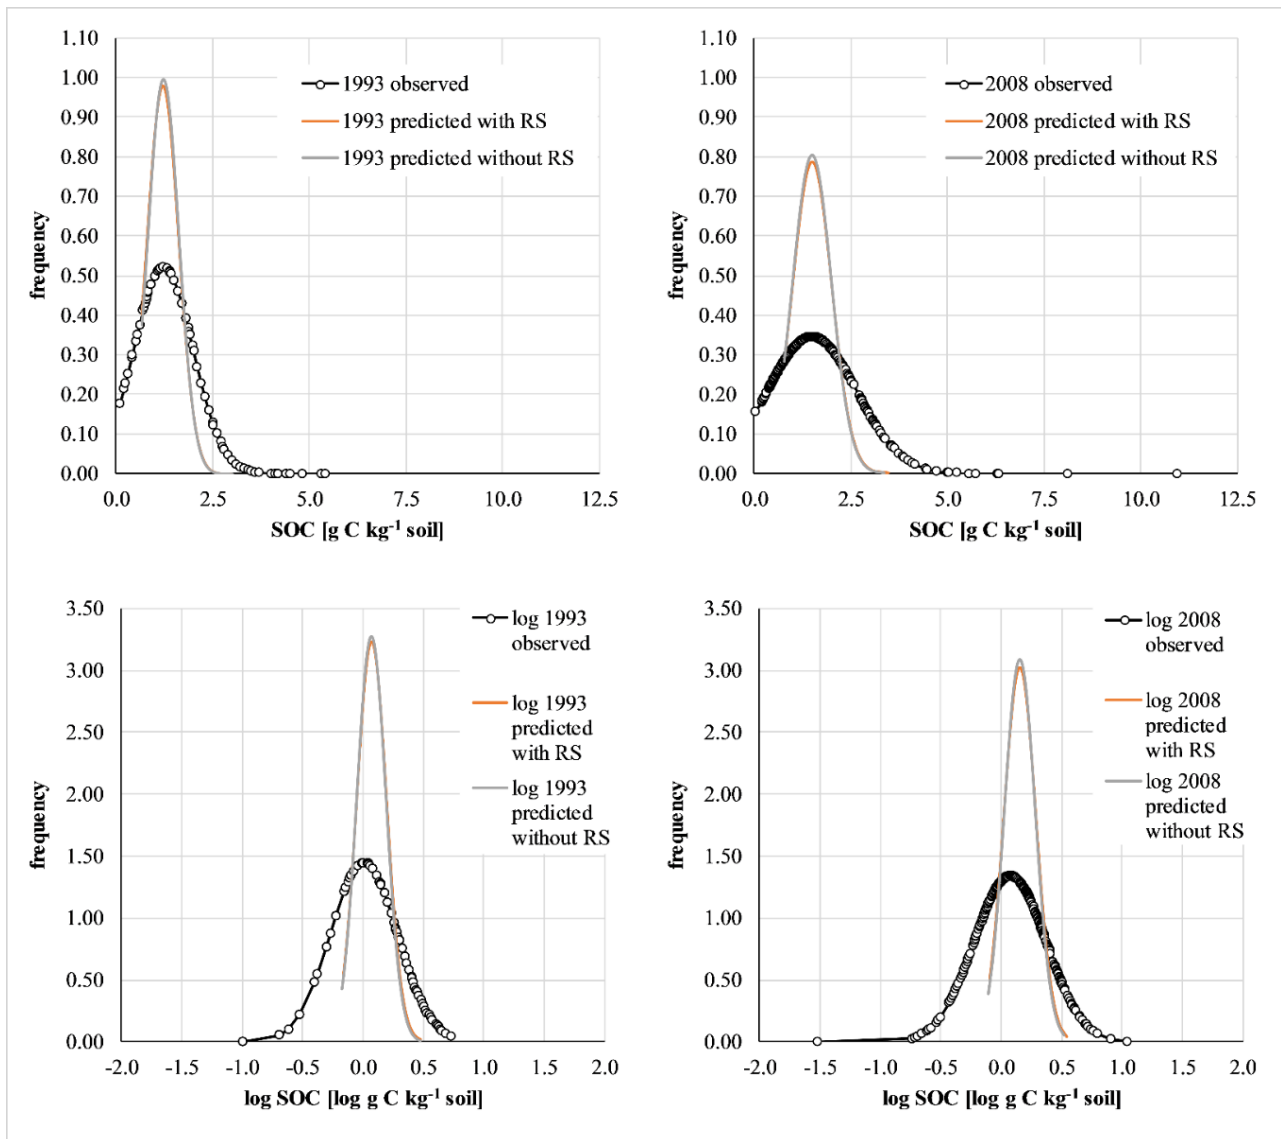 1.10
1.00
0.90
0.80
0.70
0.60
0.50
0.40
0.30
0.20
0.10
0.00
frequency
1993 observed
1993 predicted with RS
1993 predicted without RS
0.0 2.5 5.0 7.5 10.0 12.5
SOC [g C kg-1 soil]
1.10
1.00
0.90
0.80
0.70
0.60
0.50
0.40
0.30
0.20
0.10
0.00
frequency
2008 observed
2008 predicted with RS
2008 predicted without RS
0.0 2.5 5.0 7.5 10.0 12.5
SOC [g C kg-1 soil]
3.50
3.00
2.50
2.00
1.50
1.00
0.50
0.00
frequency
log 1993
observed
log 1993
predicted
with RS
log 1993
predicted
without RS
-2.0 -1.5 -1.0 -0.5 0.0 0.5 1.0 1.5 2.0
log SOC [log g C kg-1 soil]
3.50
3.00
2.50
2.00
1.50
1.00
0.50
0.00
frequency
log 2008
observed
log 2008
predicted
with RS
log 2008
predicted
without RS
-2.0 -1.5 -1.0 -0.5 0.0 0.5 1.0 1.5 2.0
log SOC [log g C kg-1 soil]